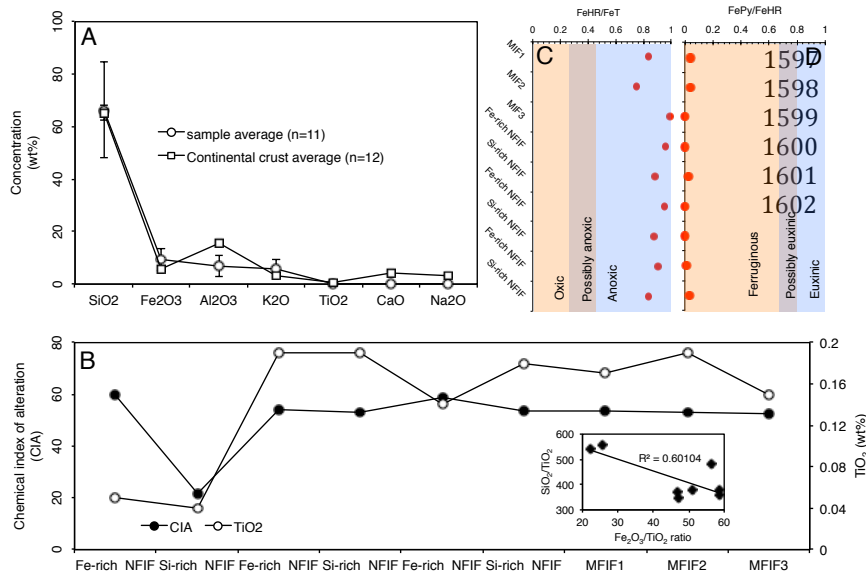 A
Concentration
(wt%)
100
80
60
40
20
0
sample average (n=11)
Continental crust average (n=12)
SiO2 Fe2O3 Al2O3 K2O TiO2 CaO Na2O
FeHR/FeT
0 0.2 0.4 0.6 0.8 1
C
MIF1
MIF2
MIF3
Fe-rich NFIF
Si-rich NFIF
Fe-rich NFIF
Si-rich NFIF
Fe-rich NFIF
Si-rich NFIF
Oxic
Possibly anoxic
Anoxic
FePy/FeHR
0 0.2 0.4 0.6 0.8 1
D
1597
1598
1599
1600
1601
1602
Ferruginous
Possibly euxinic
Euxinic
B
Chemical index of alteration
(CIA)
80
60
40
20
0
CIA
TiO2
0.2
0.16
0.12
0.08
0.04
0
TiO2 (wt%)
SiO2/TiO2
600
500
400
300
R² = 0.60104
20 30 40 50 60
Fe2O3/TiO2 ratio
Fe-rich NFIF Si-rich NFIF Fe-rich NFIF Si-rich NFIF Fe-rich NFIF Si-rich NFIF MFIF1 MFIF2 MFIF3